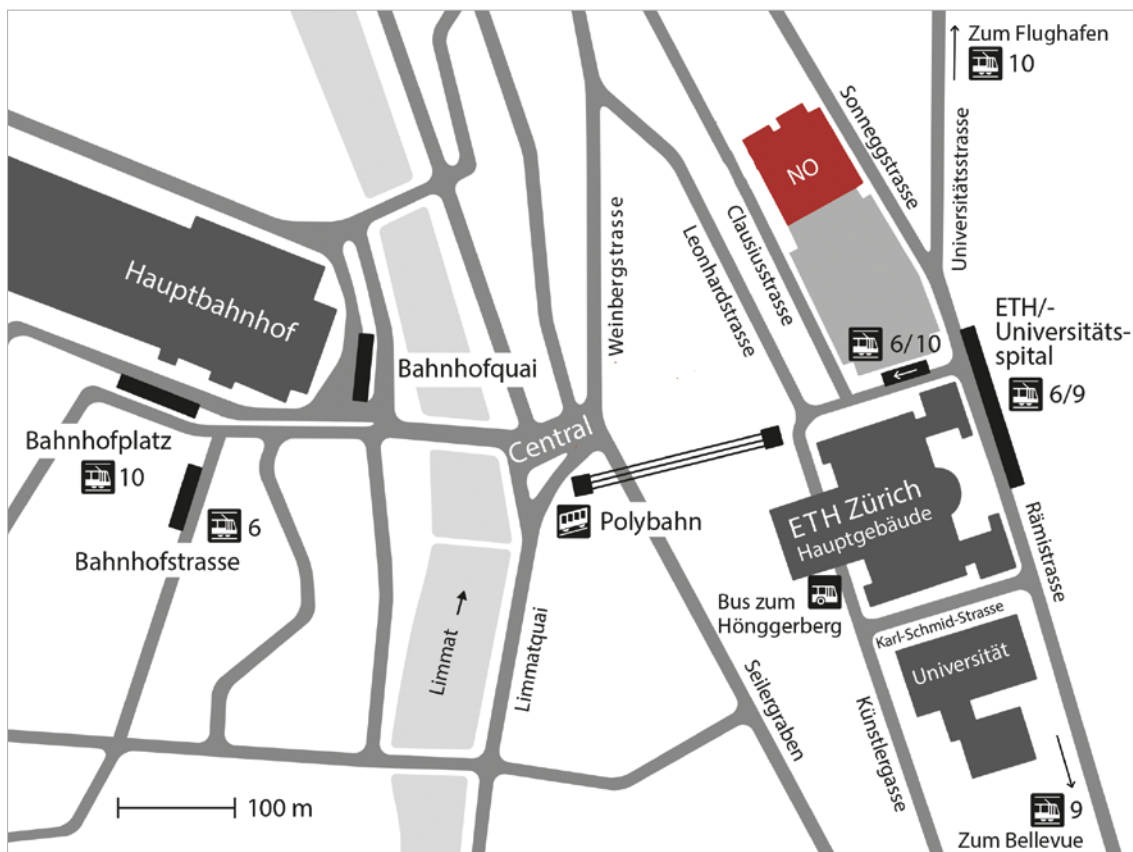 Zum Flughafen
10
Sonneggstrasse
Universitätsstrasse
NO
Weinbergstrasse
Leonhardstrasse
Clausiusstrasse
Hauptbahnhof
ETH/-
Universitäts-
spital
6/9
6/10
Bahnhofquai
Central
Bahnhofplatz
10
6
Bahnhofstrasse
Polybahn
ETH Zürich
Hauptgebäude
Rämistrasse
Bus zum
Hönggerberg
Karl-Schmid-Strasse
Universität
Limmat
Limmatquai
Seilergraben
Künstlergasse
100 m
9
Zum Bellevue